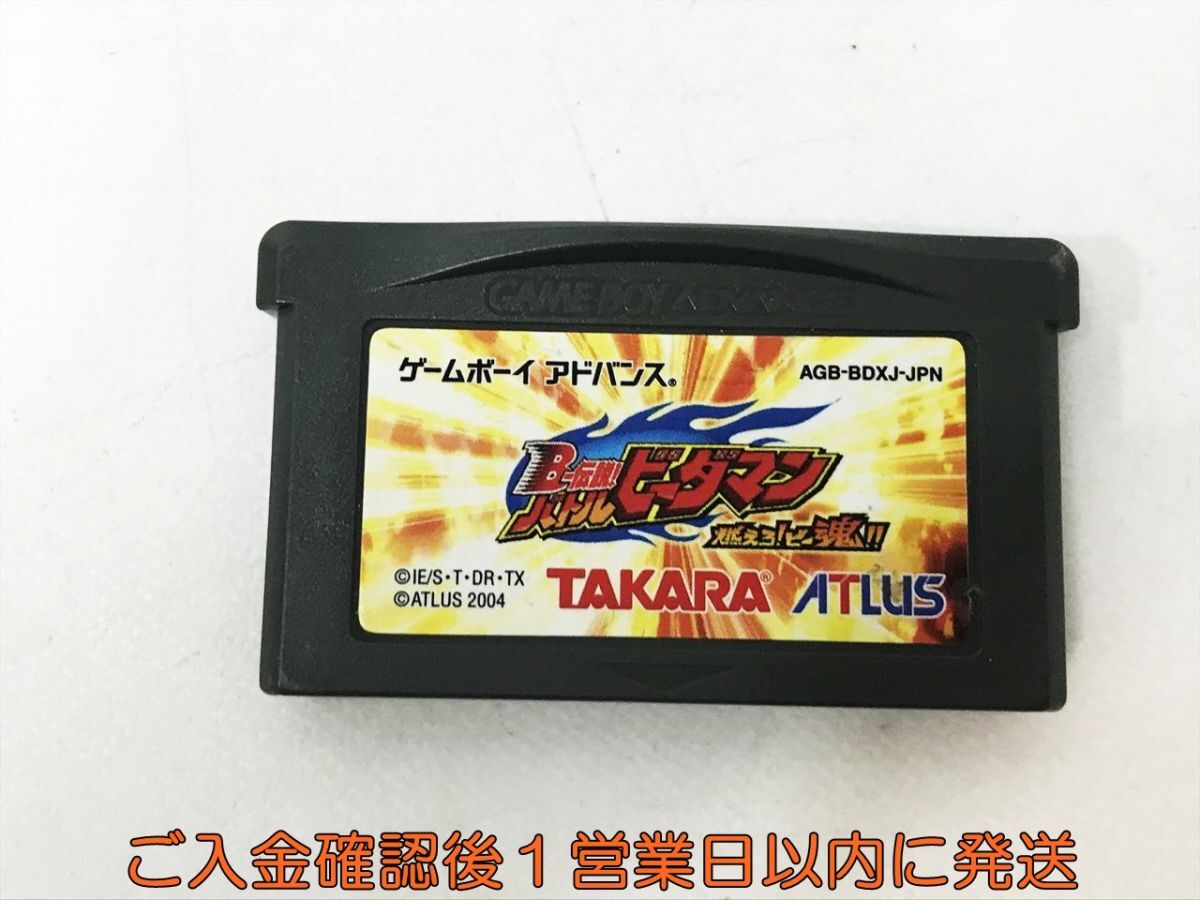 GAMEBOY ADVANCE
ゲームボーイ アドバンス®
AGB-BDXJ-JPN
B-伝説!
バトルビーダマン
燃えろ!ビー魂!!
©IE/S・T・DR・TX
©ATLUS 2004
TAKARA®
ATLUS
ご入金確認後1営業日以内に発送